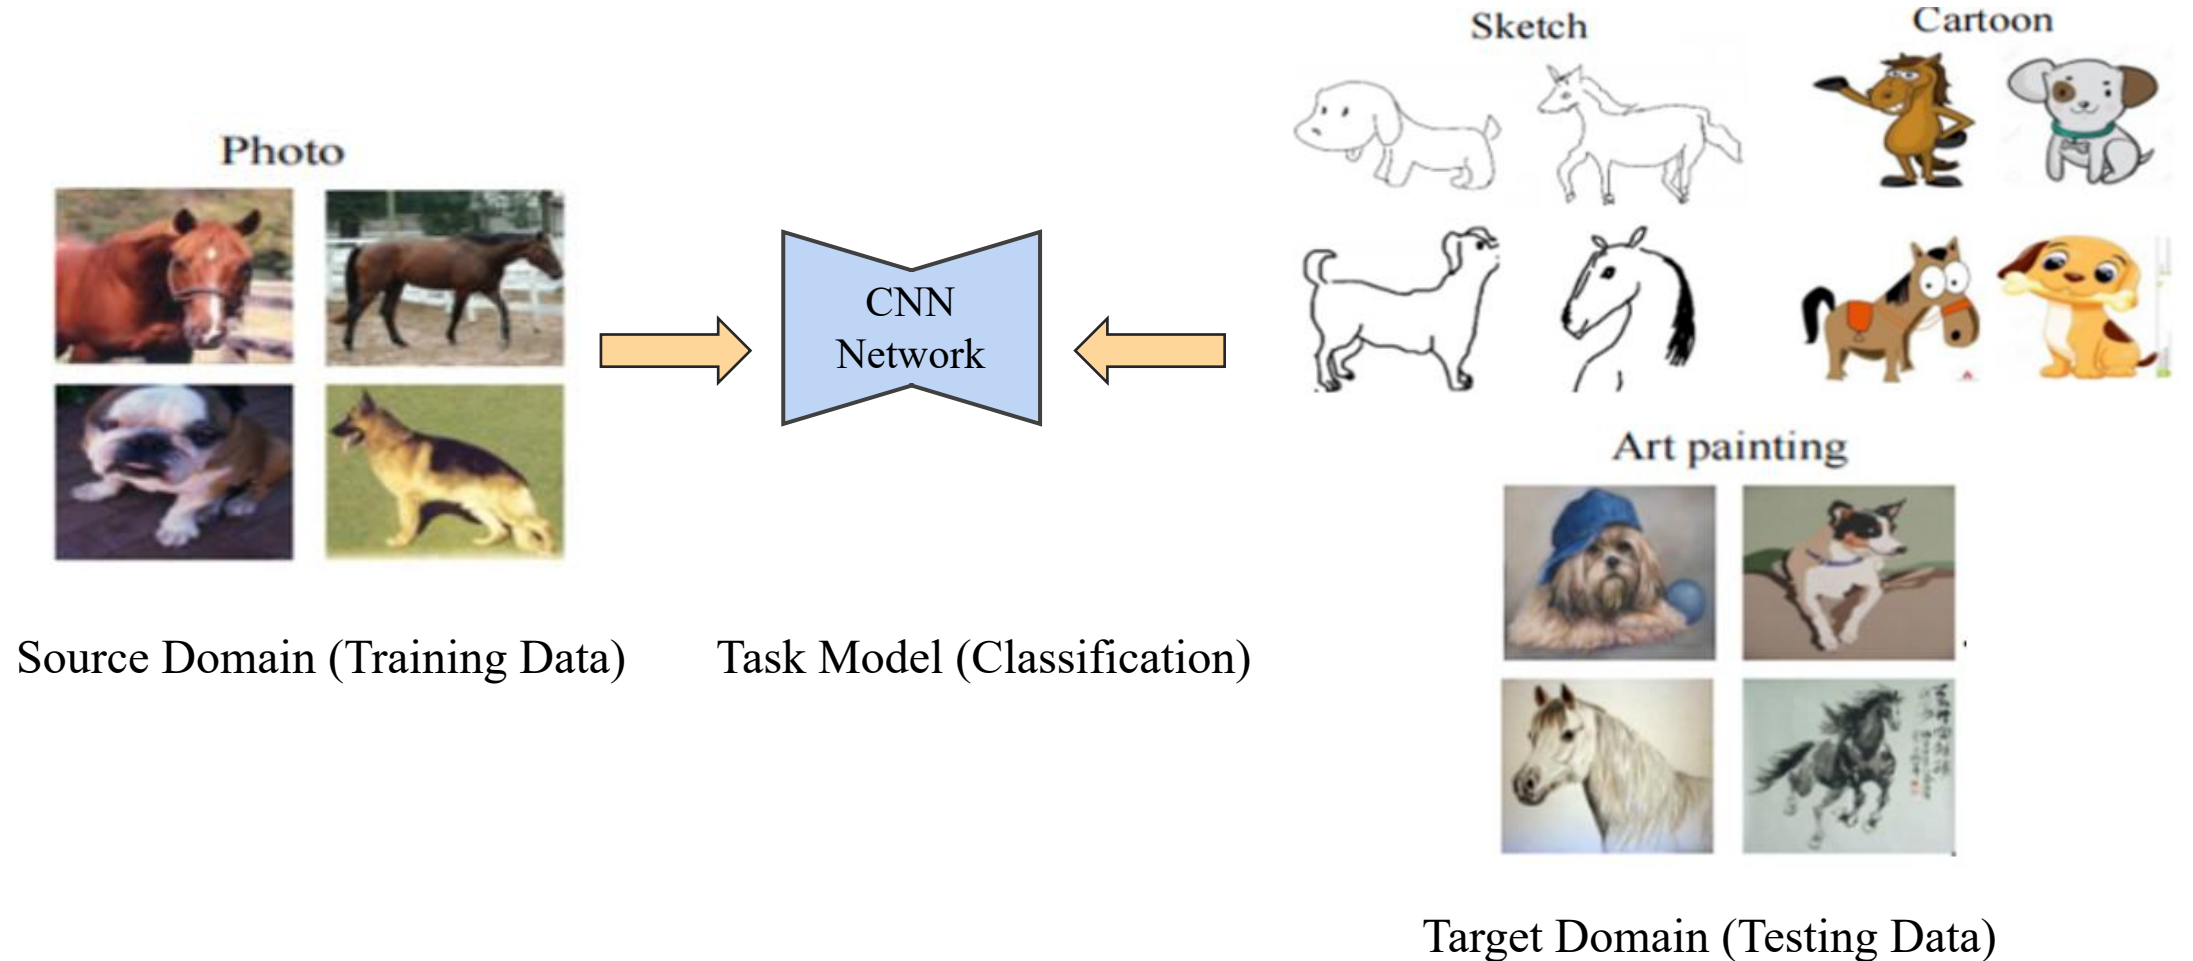 Sketch
Cartoon
Photo
CNN
Network
Art painting
Source Domain (Training Data)
Task Model (Classification)
Target Domain (Testing Data)